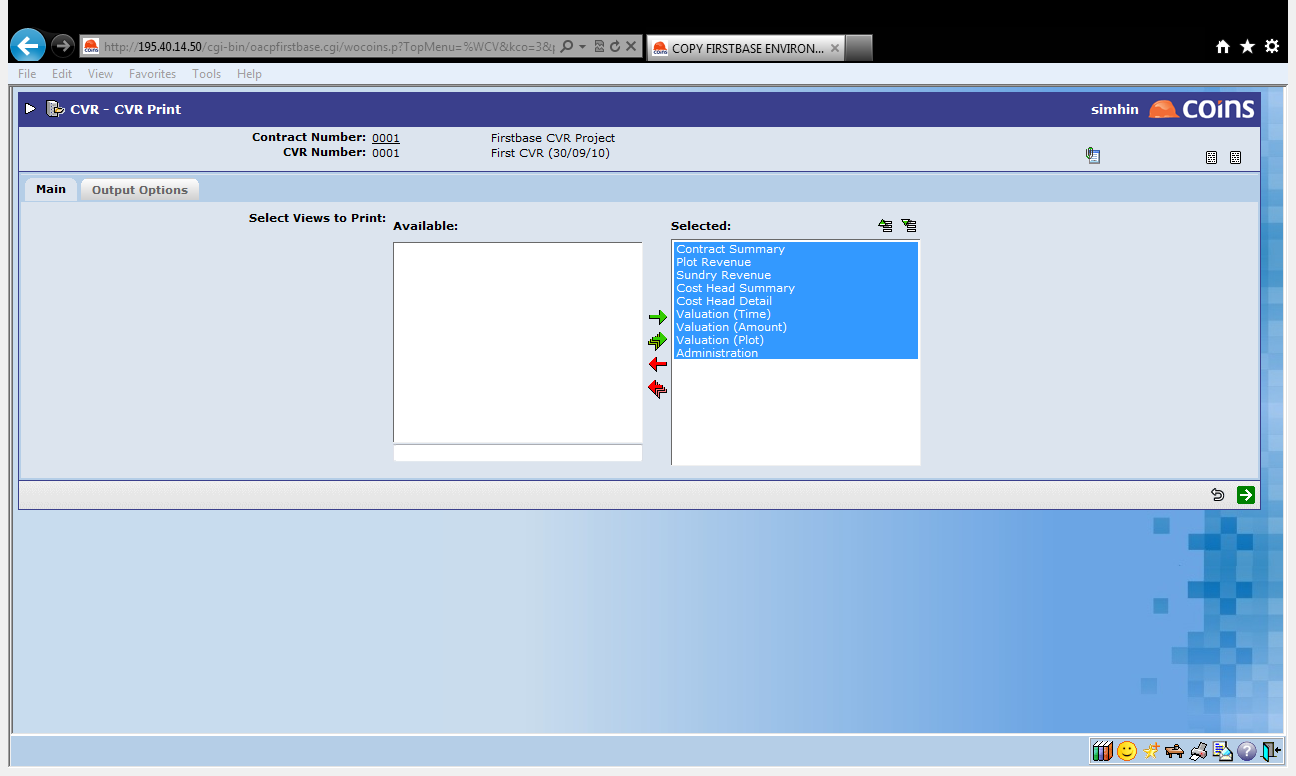 http://195.40.14.50/cgi-bin/oacpfirstbase.cgi/wocoins.p?TopMenu=%WCV&kco=3&
COPY FIRSTBASE ENVIRON...
File Edit View Favorites Tools Help
CVR - CVR Print
simhin coins
Contract Number: 0001 Firstbase CVR Project
CVR Number: 0001 First CVR (30/09/10)
Main Output Options
Select Views to Print:
Available:
Selected:
Contract Summary
Plot Revenue
Sundry Revenue
Cost Head Summary
Cost Head Detail
Valuation (Time)
Valuation (Amount)
Valuation (Plot)
Administration